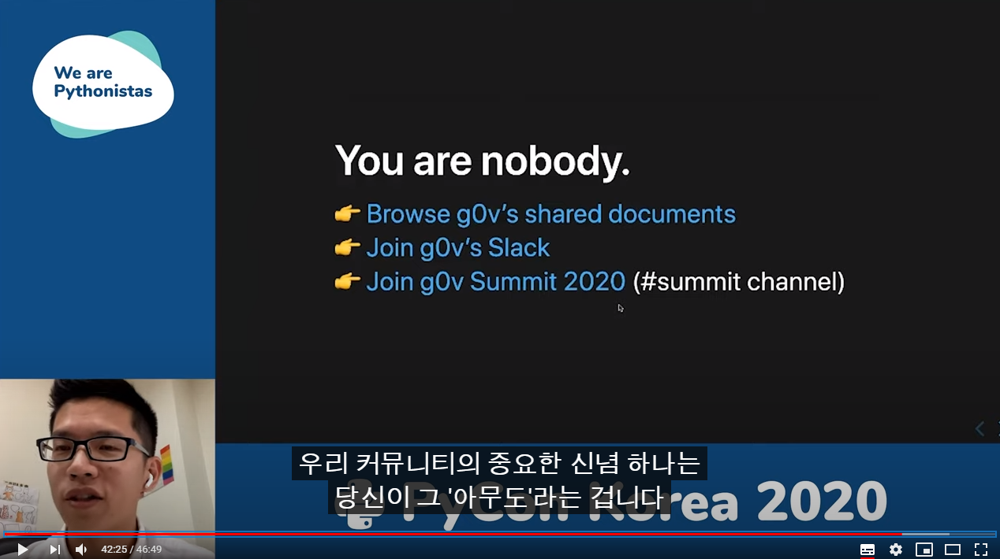 We are
Pythonistas
You are nobody.
👉 Browse g0v's shared documents
👉 Join g0v's Slack
👉 Join g0v Summit 2020 (#summit channel)
우리 커뮤니티의 중요한 신념 하나는
당신이 그 '아무도'라는 겁니다
PyCon Korea 2020
42:25 / 46:49